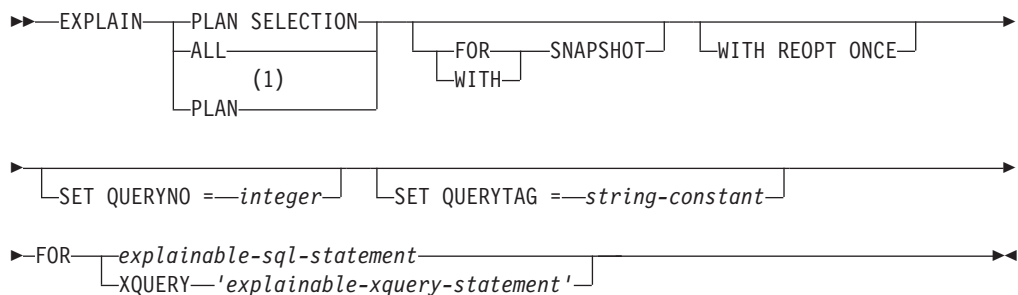 EXPLAIN PLAN SELECTION
ALL FOR SNAPSHOT WITH REOPT ONCE
(1) WITH
PLAN
SET QUERYNO = integer SET QUERYTAG = string-constant
FOR explainable-sql-statement
XQUERY 'explainable-xquery-statement'